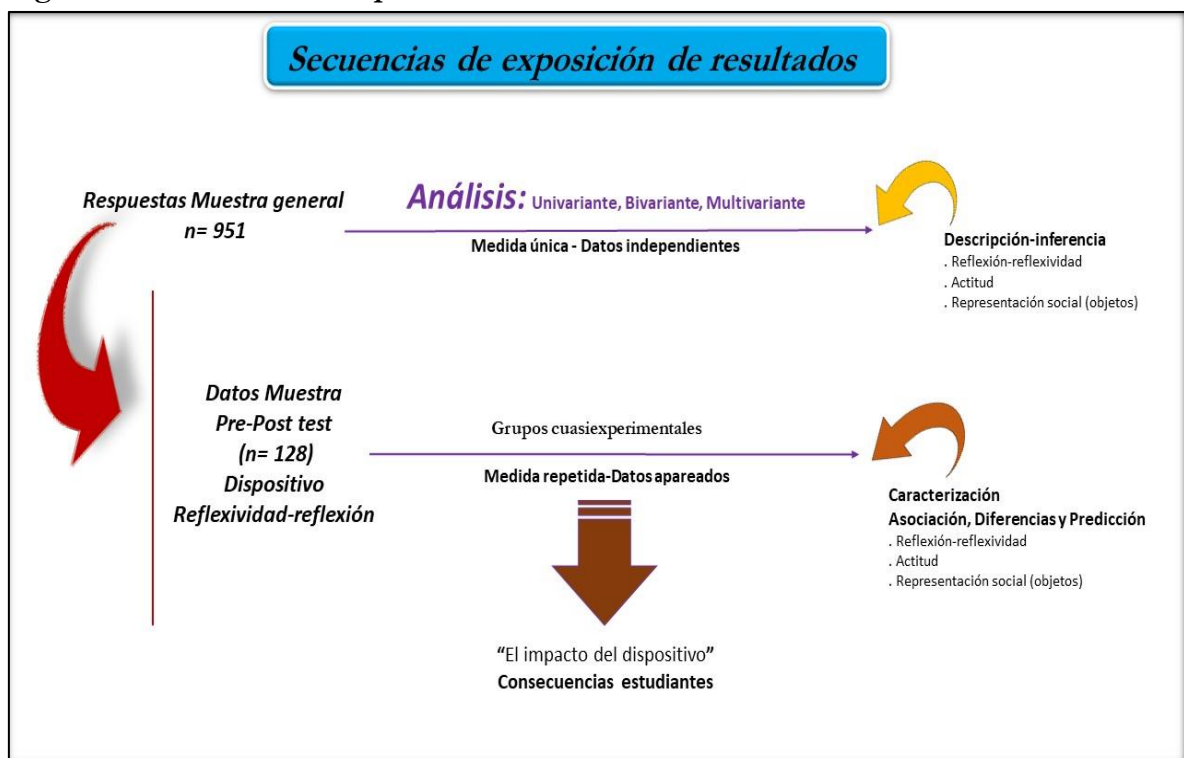 Secuencias de exposición de resultados
Respuestas Muestra general
n= 951
Análisis: Univariante, Bivariante, Multivariante
Medida única - Datos independientes
Descripción-inferencia
. Reflexión-reflexividad
. Actitud
. Representación social (objetos)
Datos Muestra
Pre-Post test
(n= 128)
Dispositivo
Reflexividad-reflexión
Grupos cuasiexperimentales
Medida repetida-Datos apareados
Caracterización
Asociación, Diferencias y Predicción
. Reflexión-reflexividad
. Actitud
. Representación social (objetos)
"El impacto del dispositivo"
Consecuencias estudiantes